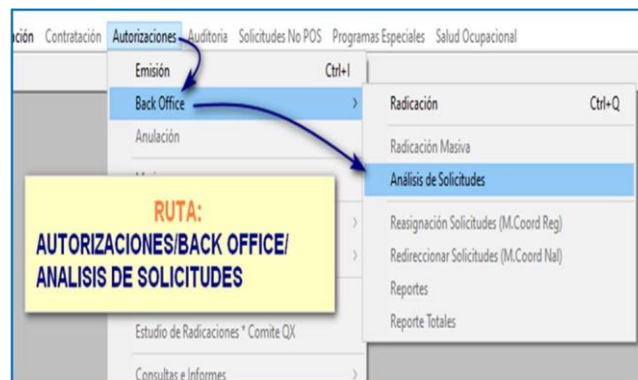 ción Contratación Autorizaciones Auditoria Solicitudes No POS Programas Especiales Salud Ocupacional
Emisión Ctrl+I
Back Office >
Anulación
Radicación Ctrl+Q
Radicación Masiva
Análisis de Solicitudes
Reasignación Solicitudes (M.Coord Reg)
Redireccionar Solicitudes (M.Coord Nal)
Reportes
Reporte Totales
RUTA:
AUTORIZACIONES/BACK OFFICE/
ANALISIS DE SOLICITUDES
Estudio de Radicaciones * Comite QX
Consultas e Informes >